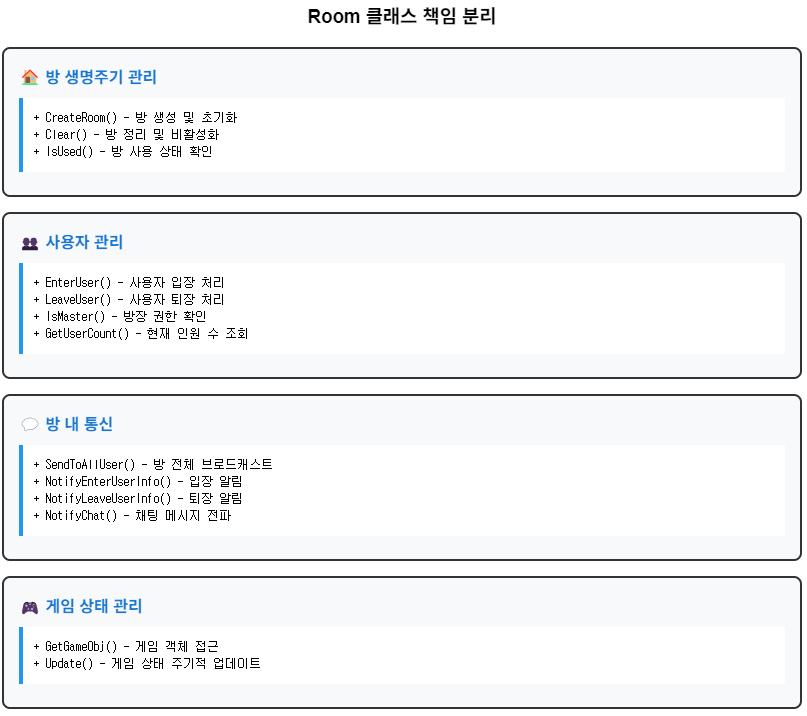 Room 클래스 책임 분리
방 생명주기 관리
+ CreateRoom() - 방 생성 및 초기화
+ Clear() - 방 정리 및 비활성화
+ IsUsed() - 방 사용 상태 확인
사용자 관리
+ EnterUser() - 사용자 입장 처리
+ LeaveUser() - 사용자 퇴장 처리
+ IsMaster() - 방장 권한 확인
+ GetUserCount() - 현재 인원 수 조회
방 내 통신
+ SendToAllUser() - 방 전체 브로드캐스트
+ NotifyEnterUserInfo() - 입장 알림
+ NotifyLeaveUserInfo() - 퇴장 알림
+ NotifyChat() - 채팅 메시지 전파
게임 상태 관리
+ GetGameObj() - 게임 객체 접근
+ Update() - 게임 상태 주기적 업데이트